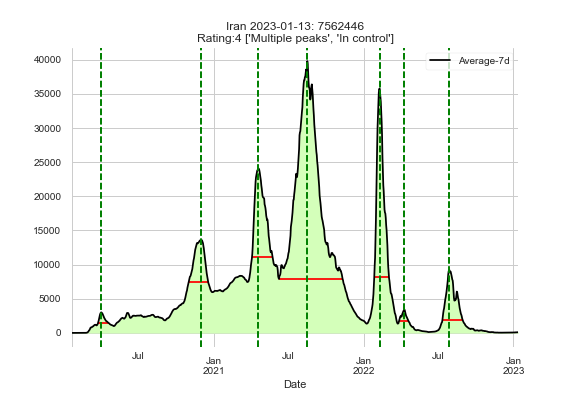 Iran 2023-01-13: 7562446
Rating:4 ['Multiple peaks', 'In control']
Average-7d
40000
35000
30000
25000
20000
15000
10000
5000
0
Jul
Jan
2021
Jul
Jan
2022
Jul
Jan
2023
Date